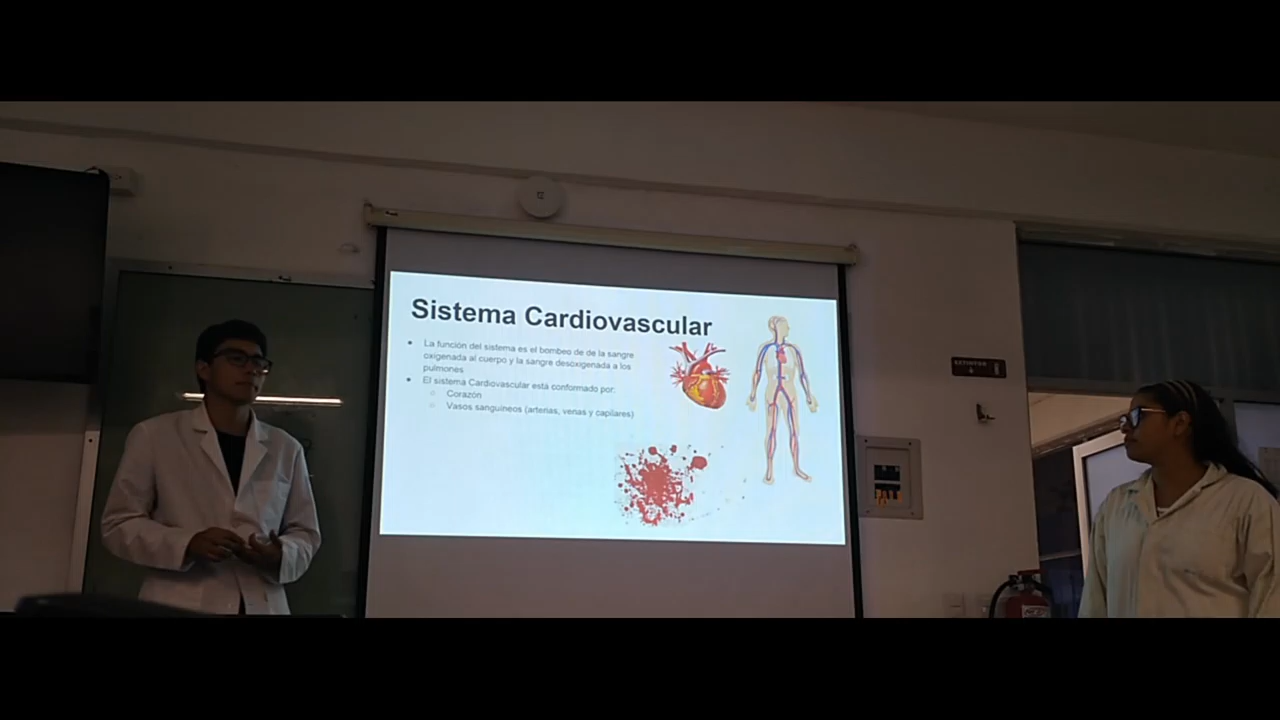 Sistema Cardiovascular
La función del sistema es el bombeo de de la sangre
oxigenada al cuerpo y la sangre desoxigenada a los
pulmones
El sistema Cardiovascular está conformado por:
Corazón
Vasos sanguíneos (arterias, venas y capilares)
EXTINTOR